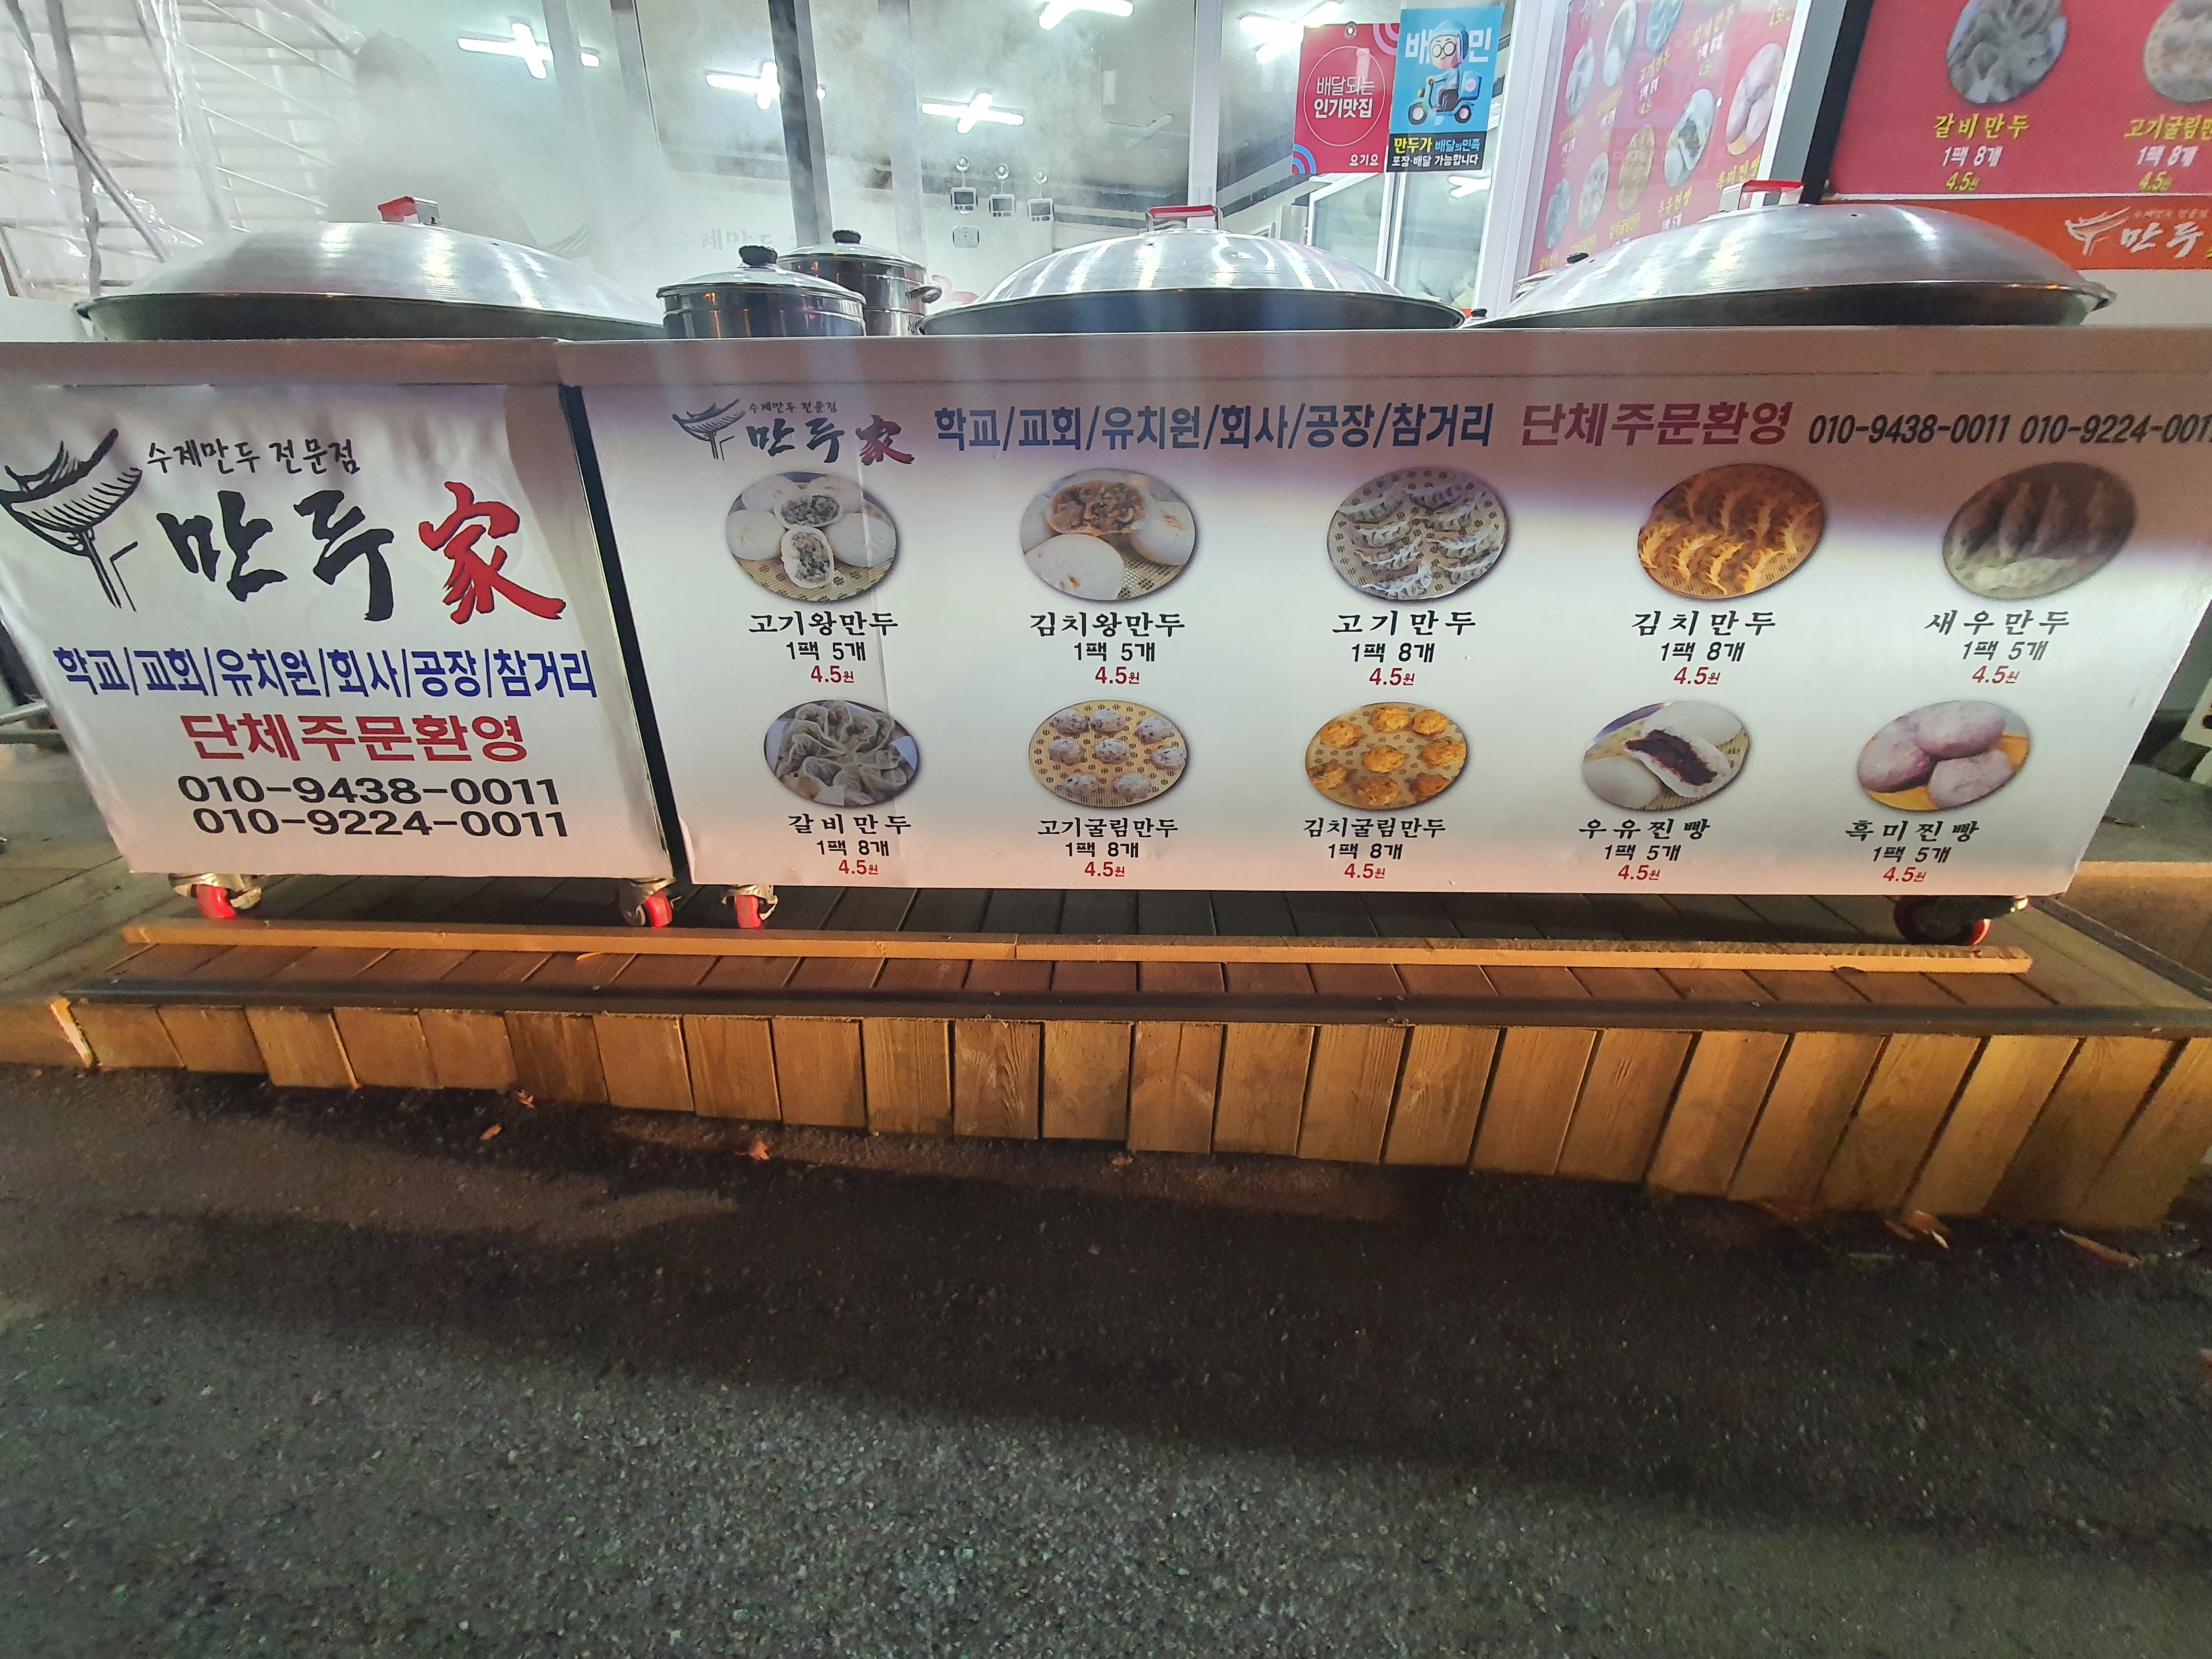 배민
배달되는
인기맛집
요기요
만두가 배달의민족
포장·배달 가능합니다
갈비만두
1팩 8개
4.5원
1팩 8개
4.5원
수제만두 전문점
만두家
학교/교회/유치원/회사/공장/참거리
단체주문환영
010-9438-0011
010-9224-0011
수제만두 전문점
만두家
학교/교회/유치원/회사/공장/참거리 단체주문환영 010-9438-0011 010-9224-001
고기왕만두
1팩 5개
4.5원
김치왕만두
1팩 5개
4.5원
고기만두
1팩 8개
4.5원
김치만두
1팩 8개
4.5원
새우만두
1팩 5개
4.5원
갈비만두
1팩 8개
4.5원
고기굴림만두
1팩 8개
4.5원
김치굴림만두
1팩 8개
4.5원
우유찐빵
1팩 5개
4.5원
흑미찐빵
1팩 5개
4.5원